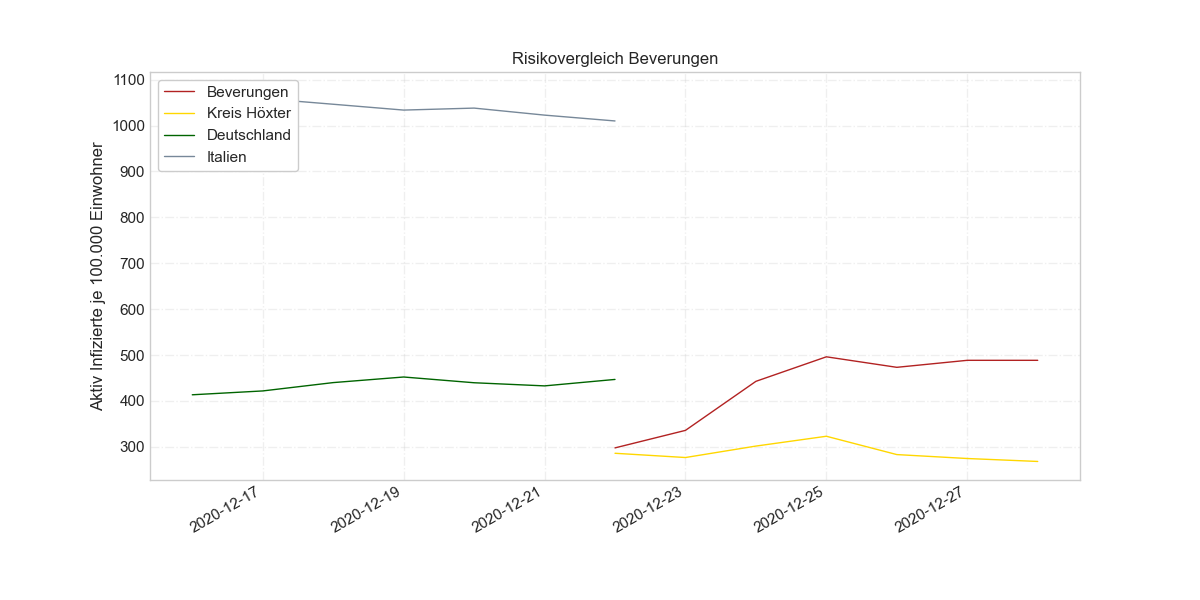 Risikovergleich Beverungen
Aktiv Infizierte je 100.000 Einwohner
1100
1000
900
800
700
600
500
400
300
Beverungen
Kreis Höxter
Deutschland
Italien
2020-12-17
2020-12-19
2020-12-21
2020-12-23
2020-12-25
2020-12-27